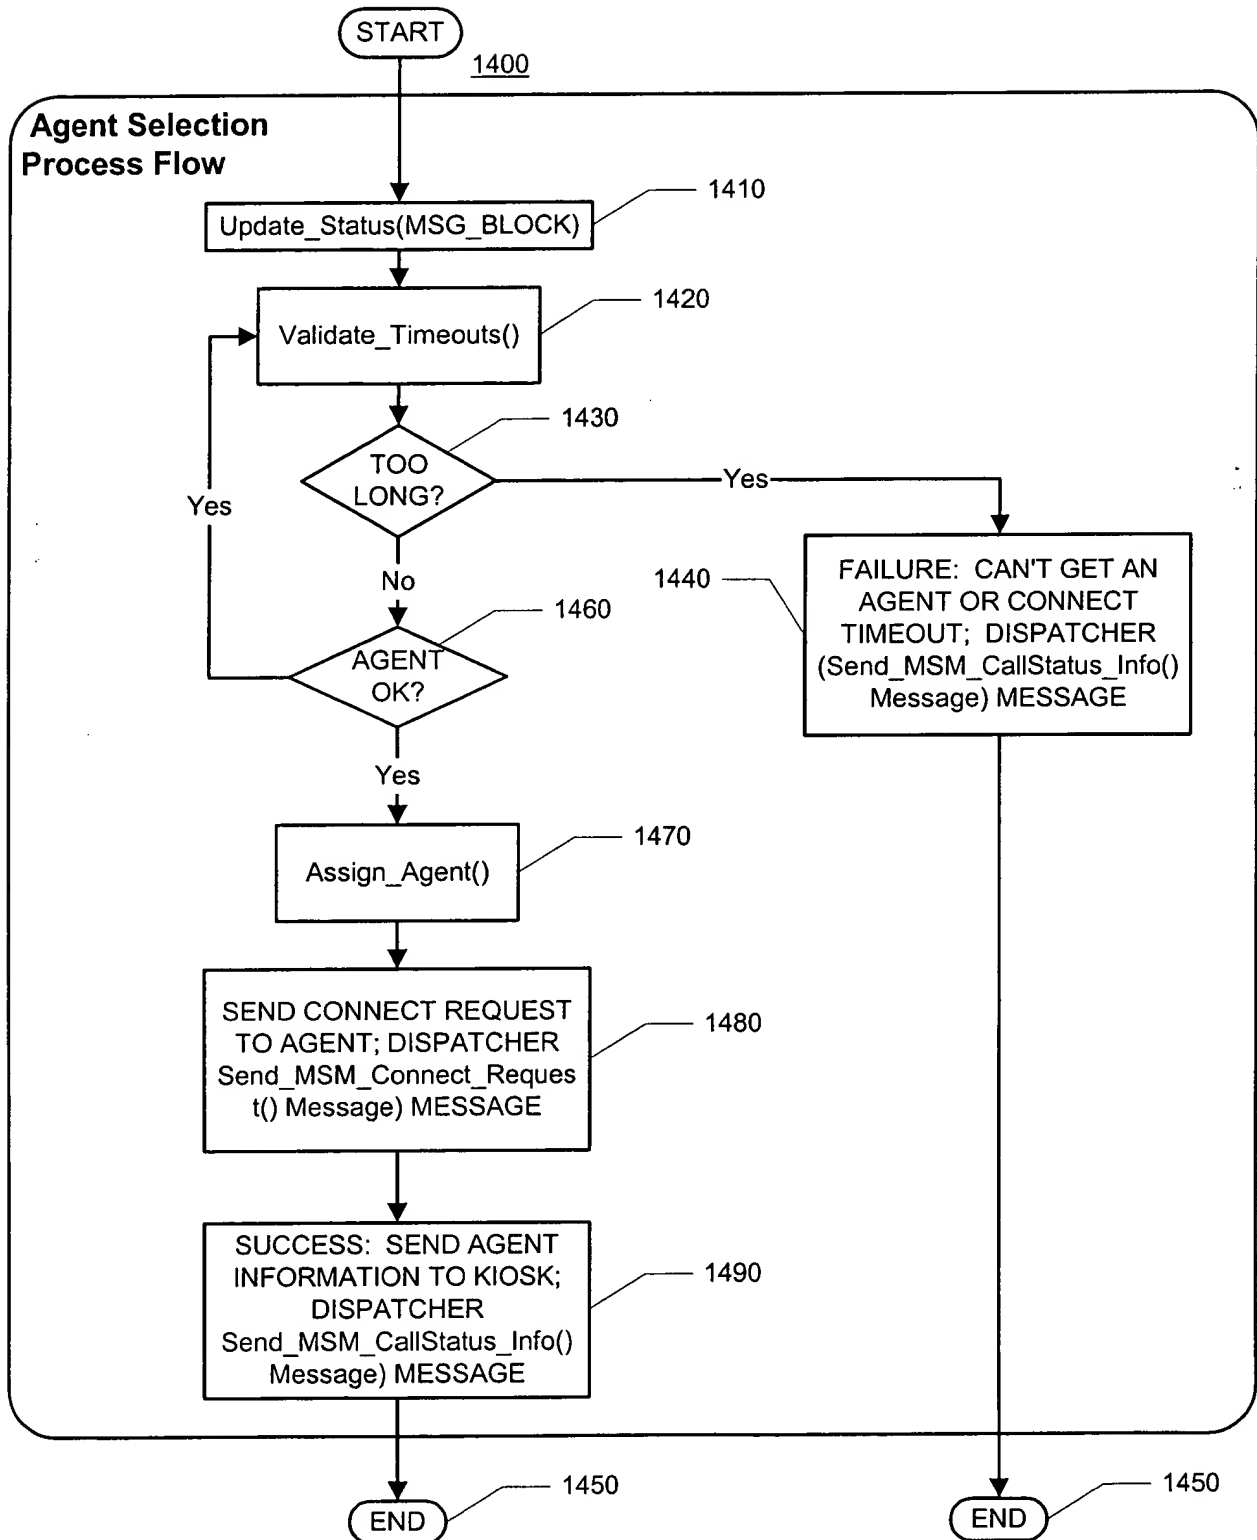 START
1400
Agent Selection
Process Flow
1410
Update_Status(MSG_BLOCK)
1420
Validate_Timeouts()
1430
TOO
LONG?
Yes
Yes
No
1440
FAILURE: CAN'T GET AN
AGENT OR CONNECT
TIMEOUT; DISPATCHER
(Send_MSM_CallStatus_Info()
Message) MESSAGE
1460
AGENT
OK?
Yes
1470
Assign_Agent()
SEND CONNECT REQUEST
TO AGENT; DISPATCHER
Send_MSM_Connect_Reques
t() Message) MESSAGE
1480
SUCCESS: SEND AGENT
INFORMATION TO KIOSK;
DISPATCHER
Send_MSM_CallStatus_Info()
Message) MESSAGE
1490
1450
END
1450
END